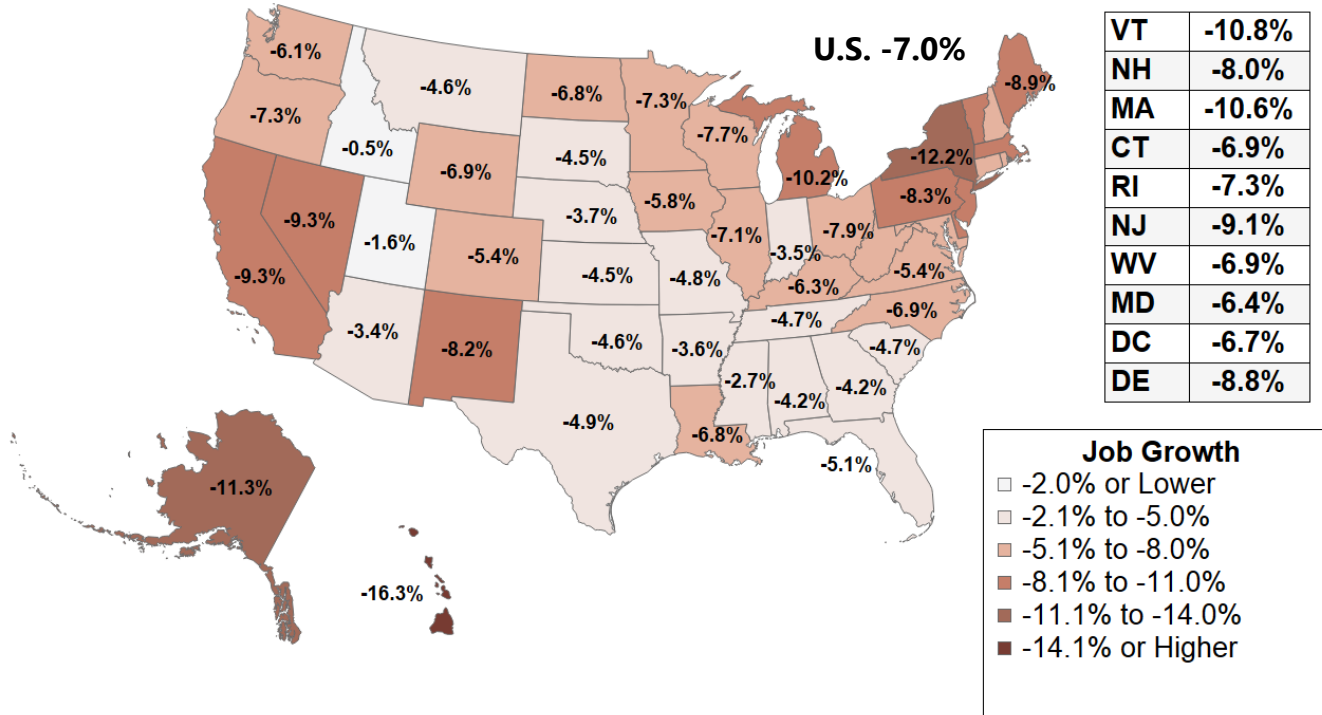 U.S. -7.0%
-6.1%
-4.6%
-6.8%
-7.3%
-8.9%
-7.3%
-0.5%
-6.9%
-4.5%
-7.7%
-10.2%
-12.2%
-8.3%
-9.3%
-1.6%
-5.4%
-3.7%
-5.8%
-7.1%
-3.5%
-7.9%
-9.3%
-4.5%
-4.8%
-6.3%
-5.4%
-3.4%
-8.2%
-4.6%
-3.6%
-4.7%
-6.9%
-4.7%
-4.9%
-6.8%
-2.7%
-4.2%
-4.2%
-5.1%
-11.3%
-16.3%
VT -10.8%
NH -8.0%
MA -10.6%
CT -6.9%
RI -7.3%
NJ -9.1%
WV -6.9%
MD -6.4%
DC -6.7%
DE -8.8%
Job Growth
-2.0% or Lower
-2.1% to -5.0%
-5.1% to -8.0%
-8.1% to -11.0%
-11.1% to -14.0%
-14.1% or Higher